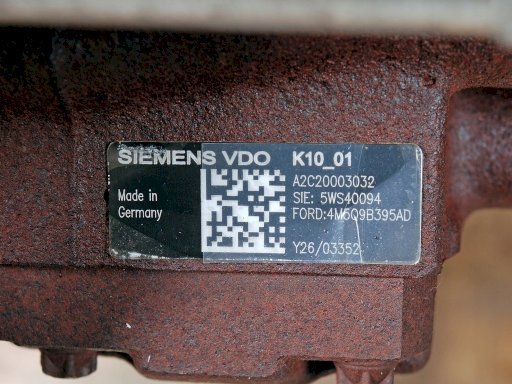 SIEMENS VDO K10_01
A2C20003032
Made in SIE: 5WS40094
Germany FORD:4M5Q9B395AD
Y26/03352